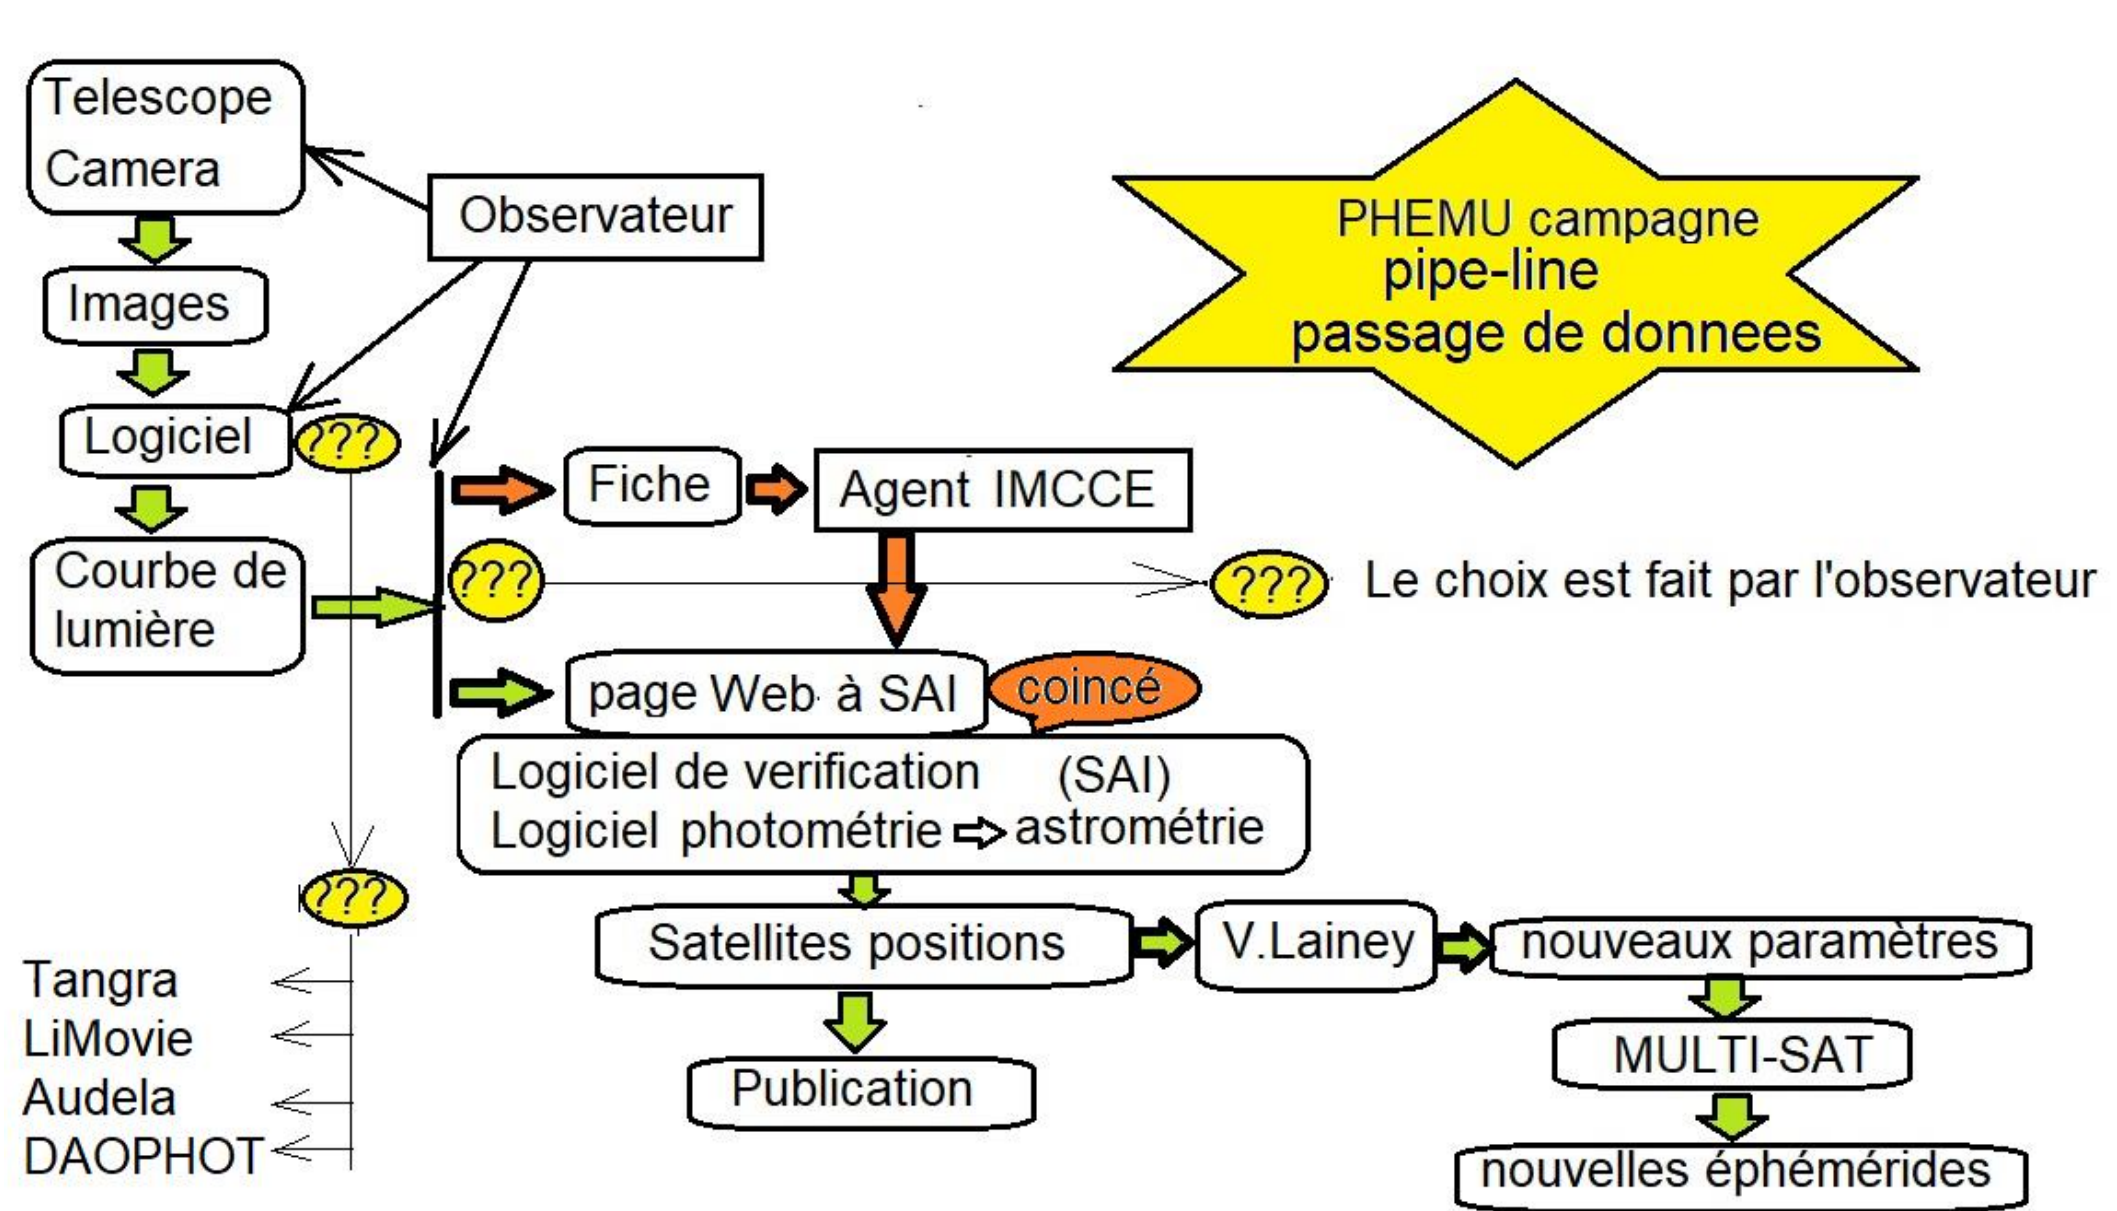 Telescope
Camera
Observateur
PHEMU campagne
pipe-line
passage de donnees
Images
Logiciel
???
Fiche
Agent IMCCE
Courbe de
lumière
???
???
Le choix est fait par l'observateur
page Web à SAI
coincé
Logiciel de verification (SAI)
Logiciel photométrie astrométrie
???
Satellites positions
V.Lainey
nouveaux paramètres
Tangra
LiMovie
Audela
DAOPHOT
Publication
MULTI-SAT
nouvelles éphémérides